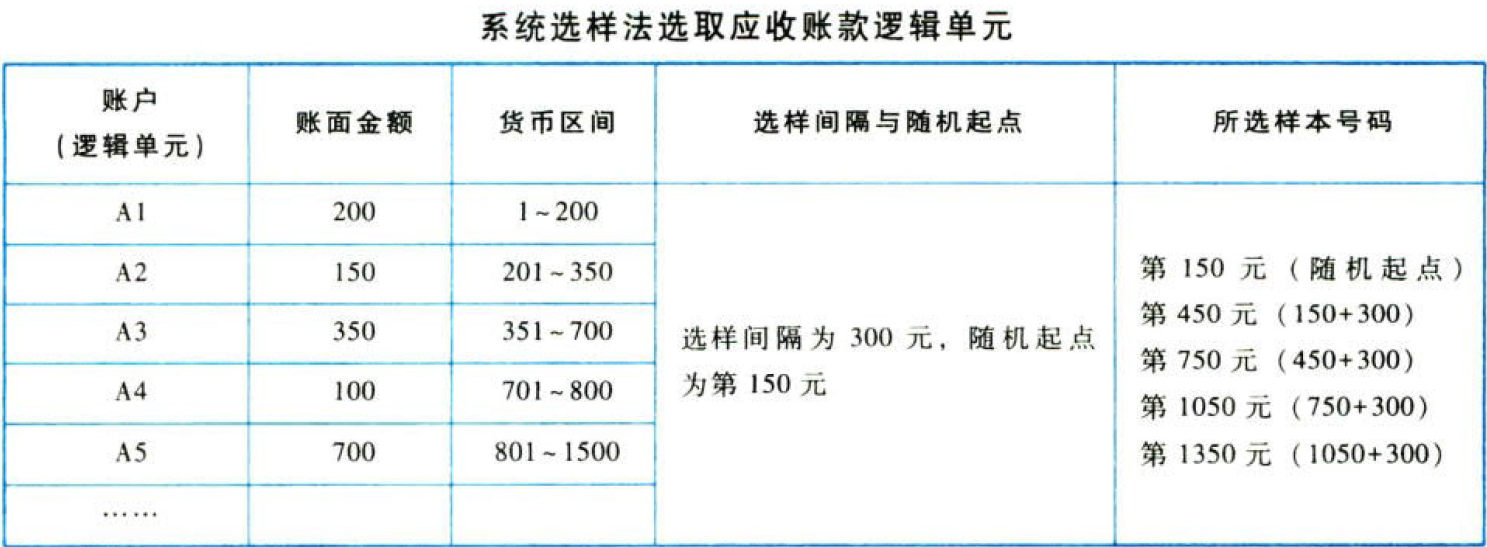 系统选样法选取应收账款逻辑单元
账户
(逻辑单元)
账面金额
货币区间
选样间隔与随机起点
所选样本号码
A1
200
1~200
A2
150
201~350
A3
350
351~700
A4
100
701~800
A5
700
801~1500
……
选样间隔为 300 元，随机起点
为第 150 元
第 150 元 (随机起点)
第 450 元 (150+300)
第 750 元 (450+300)
第 1050 元 (750+300)
第 1350 元 (1050+300)